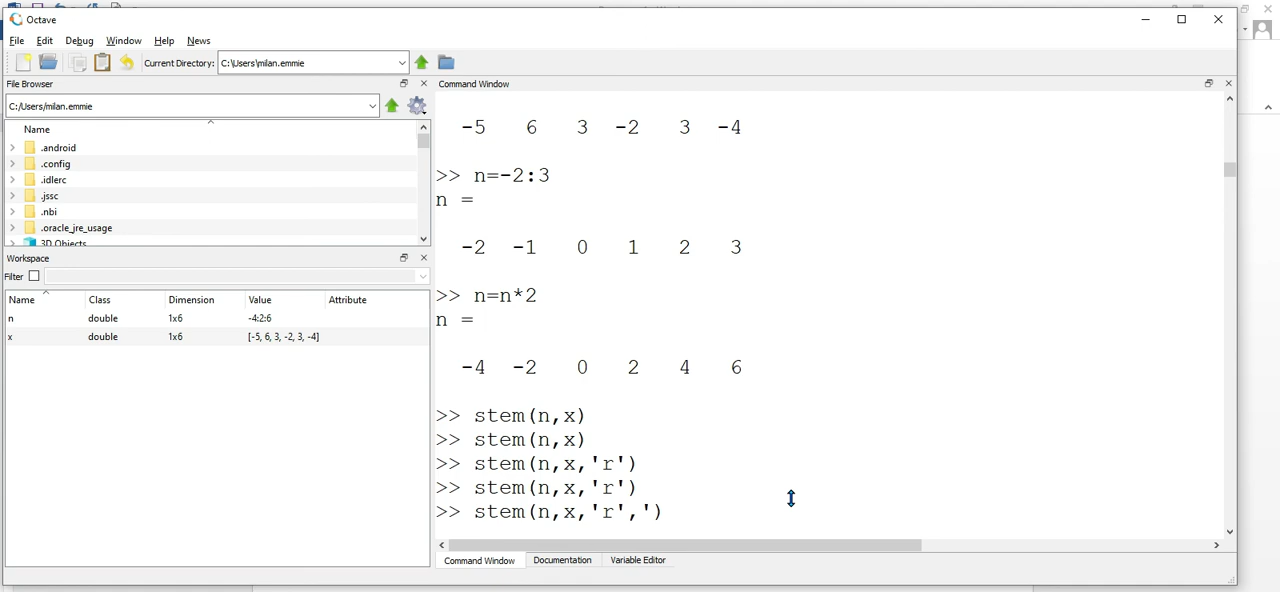 Octave
File Edit Debug Window Help News
Current Directory: C:\Users\milan.emmie
File Browser
C:/Users/milan.emmie
Name
.android
.config
.idlerc
.jssc
.nbi
.oracle_jre_usage
3D Objects
Workspace
Filter
Name Class Dimension Value Attribute
n double 1x6 -4:2:6
x double 1x6 [-5, 6, 3, -2, 3, -4]
Command Window
-5 6 3 -2 3 -4
>> n=-2:3
n =
-2 -1 0 1 2 3
>> n=n*2
n =
-4 -2 0 2 4 6
>> stem(n,x)
>> stem(n,x)
>> stem(n,x,'r')
>> stem(n,x,'r')
>> stem(n,x,'r',')
Command Window Documentation Variable Editor